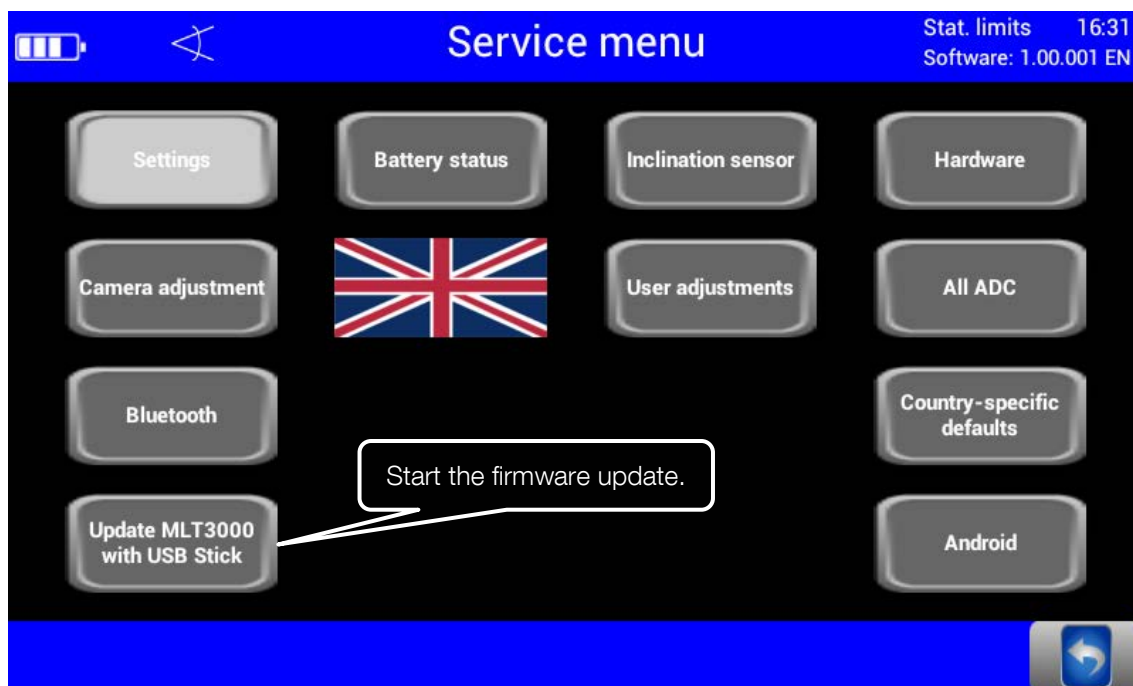 Service menu
Stat. limits 16:31
Software: 1.00.001 EN
Settings
Battery status
Inclination sensor
Hardware
Camera adjustment
User adjustments
All ADC
Bluetooth
Country-specific
defaults
Start the firmware update.
Update MLT3000
with USB Stick
Android